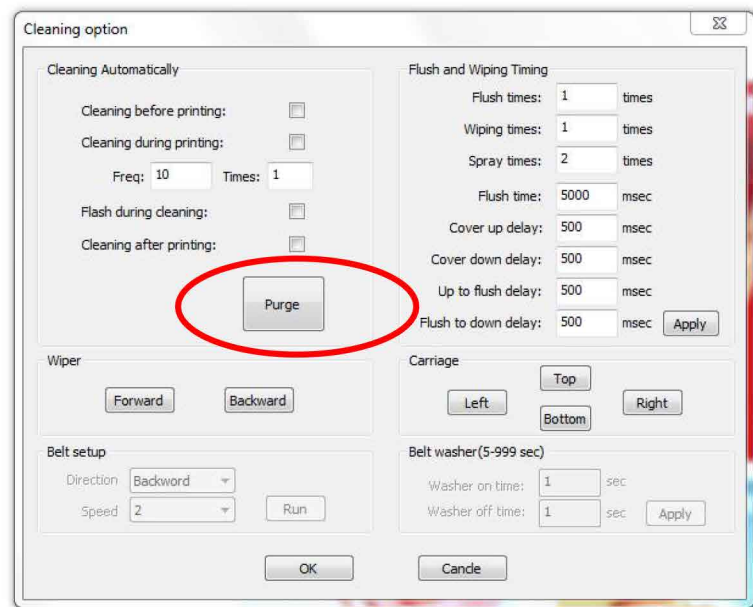 Cleaning option
Cleaning Automatically
Cleaning before printing:
Cleaning during printing:
Freq: 10 Times: 1
Flash during cleaning:
Cleaning after printing:
Purge
Flush and Wiping Timing
Flush times: 1 times
Wiping times: 1 times
Spray times: 2 times
Flush time: 5000 msec
Cover up delay: 500 msec
Cover down delay: 500 msec
Up to flush delay: 500 msec
Flush to down delay: 500 msec Apply
Wiper
Forward Backward
Carriage
Top
Left Right
Bottom
Belt setup
Direction Backword
Speed 2 Run
Belt washer(5-999 sec)
Washer on time: 1 sec
Washer off time: 1 sec Apply
OK Cancle